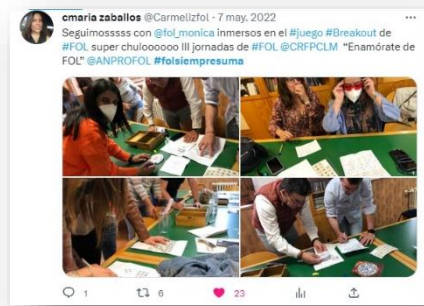 cmaria zaballos @Carmelizfol · 7 may. 2022
Seguimosssss con @fol_monica inmersos en el #juego #Breakout de
#FOL super chulooooooo III jornadas de #FOL @CRFPCLM "Enamórate de
FOL" @ANPROFOL #folsiempresuma
1 6 23